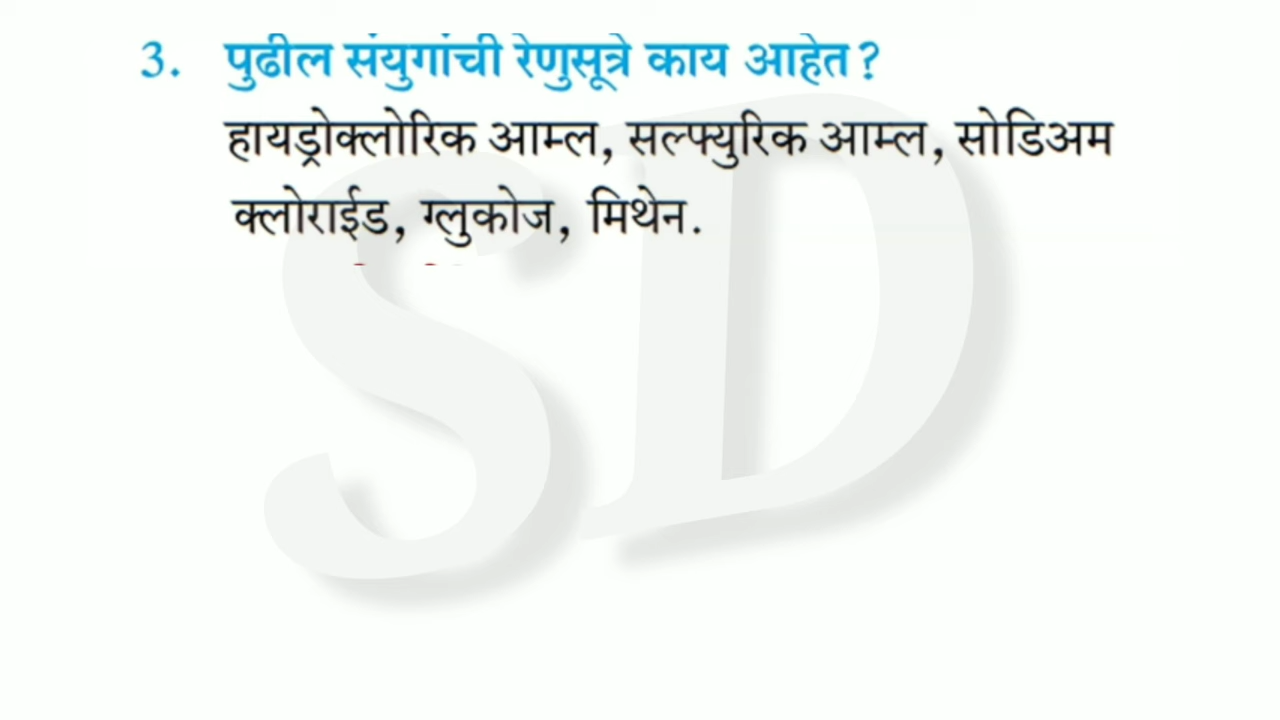 3. पुढील संयुगांची रेणुसूत्रे काय आहेत?
हायड्रोक्लोरिक आम्ल, सल्फ्युरिक आम्ल, सोडिअम
क्लोराईड, ग्लुकोज, मिथेन.
SD